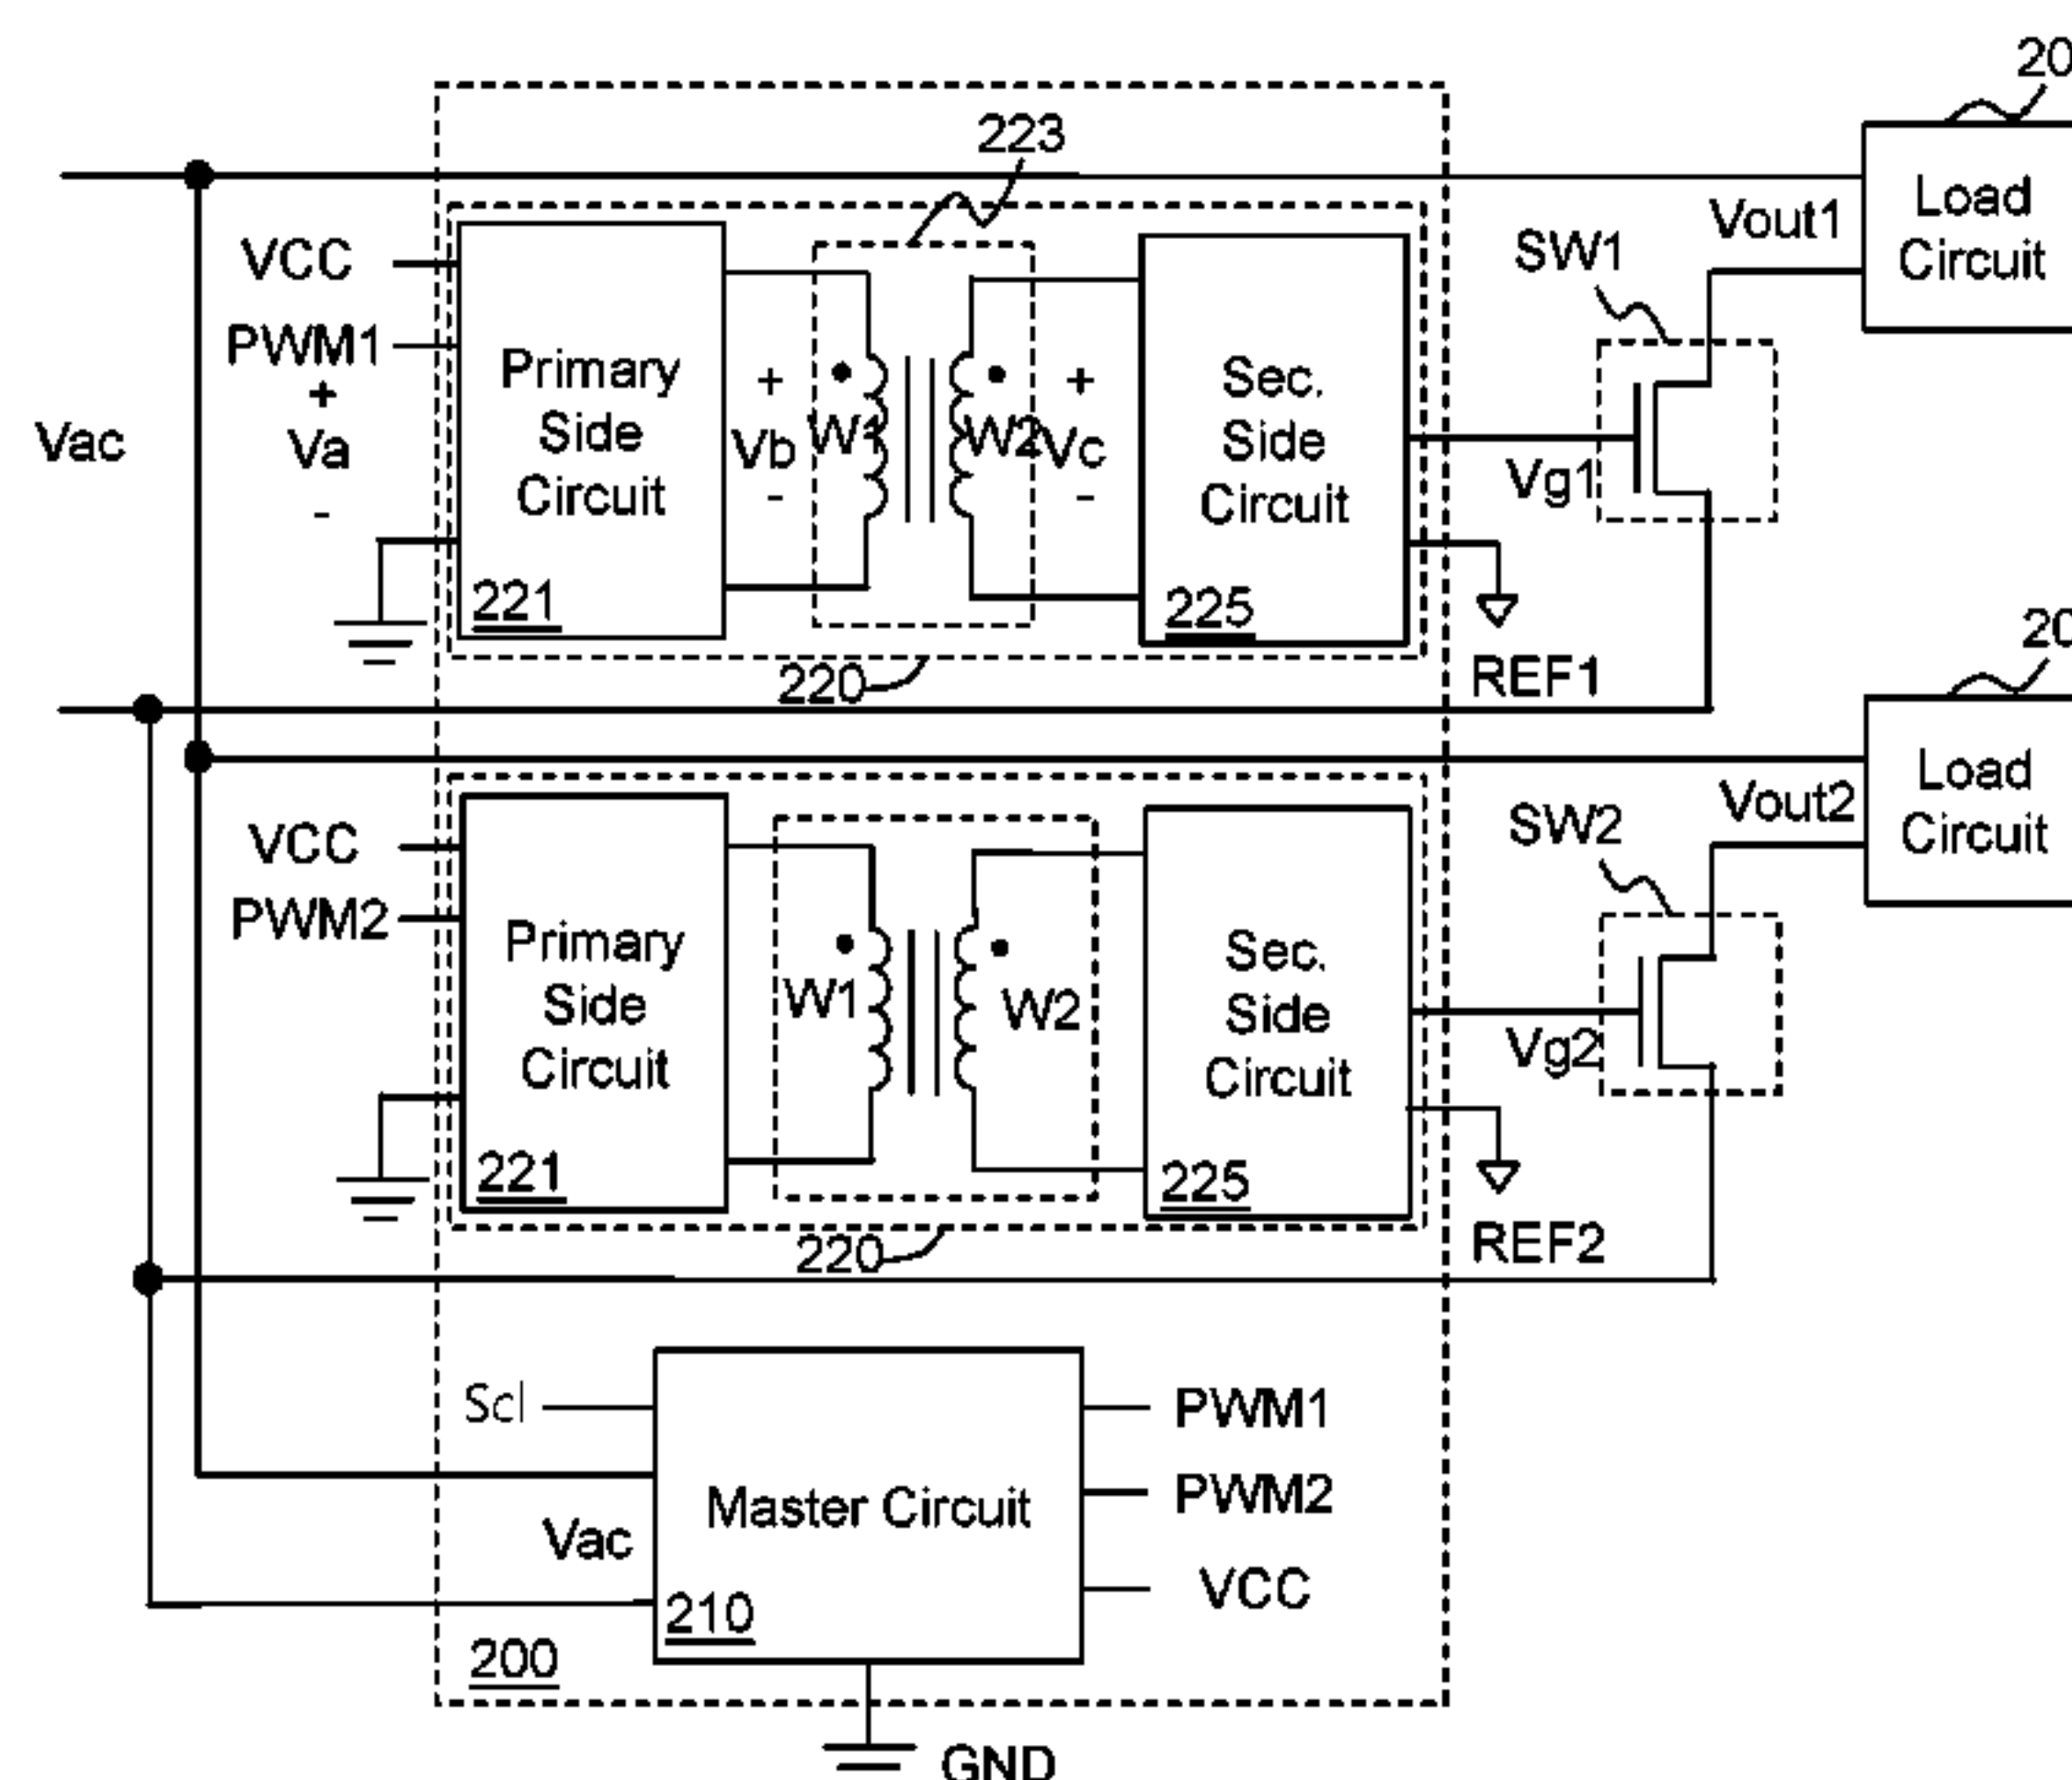 20
223
Load
Circuit
Vout1
SW1
VCC
PWM1
+
Va
-
Vac
Primary
Side
Circuit
221
+
Vb
-
W1
W2
+
Vc
-
Sec.
Side
Circuit
225
Vg1
REF1
220
20
Load
Circuit
Vout2
SW2
VCC
PWM2
Primary
Side
Circuit
221
W1
W2
Sec.
Side
Circuit
225
Vg2
REF2
220
Scl
Vac
Master Circuit
210
PWM1
PWM2
VCC
200
GND